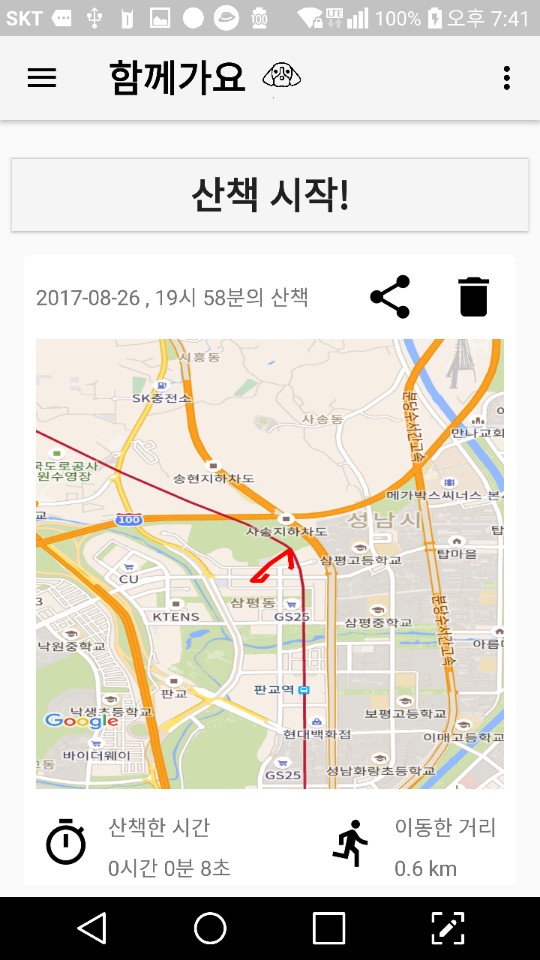 SKT 100 LTE 100% 오후 7:41
함께가요
산책 시작!
2017-08-26 , 19시 58분의 산책
시흥동
SK충전소
사송동
만나교회
국도로공사
원수영장
송현지하차도
메가박스씨너스 본
분당수서간고속
성남시
100
사송지하차도
삼평고등학교
탑마을
CU
삼평동
KTENS
GS25
삼평중학교
분당수서간고속
낙원중학교
아름
판교
판교역
낙생초등학교
보평고등학교
Google
현대백화점
이매고등학교
바이더웨이
GS25
성남화랑초등학교
산책한 시간
이동한 거리
0시간 0분 8초
0.6 km